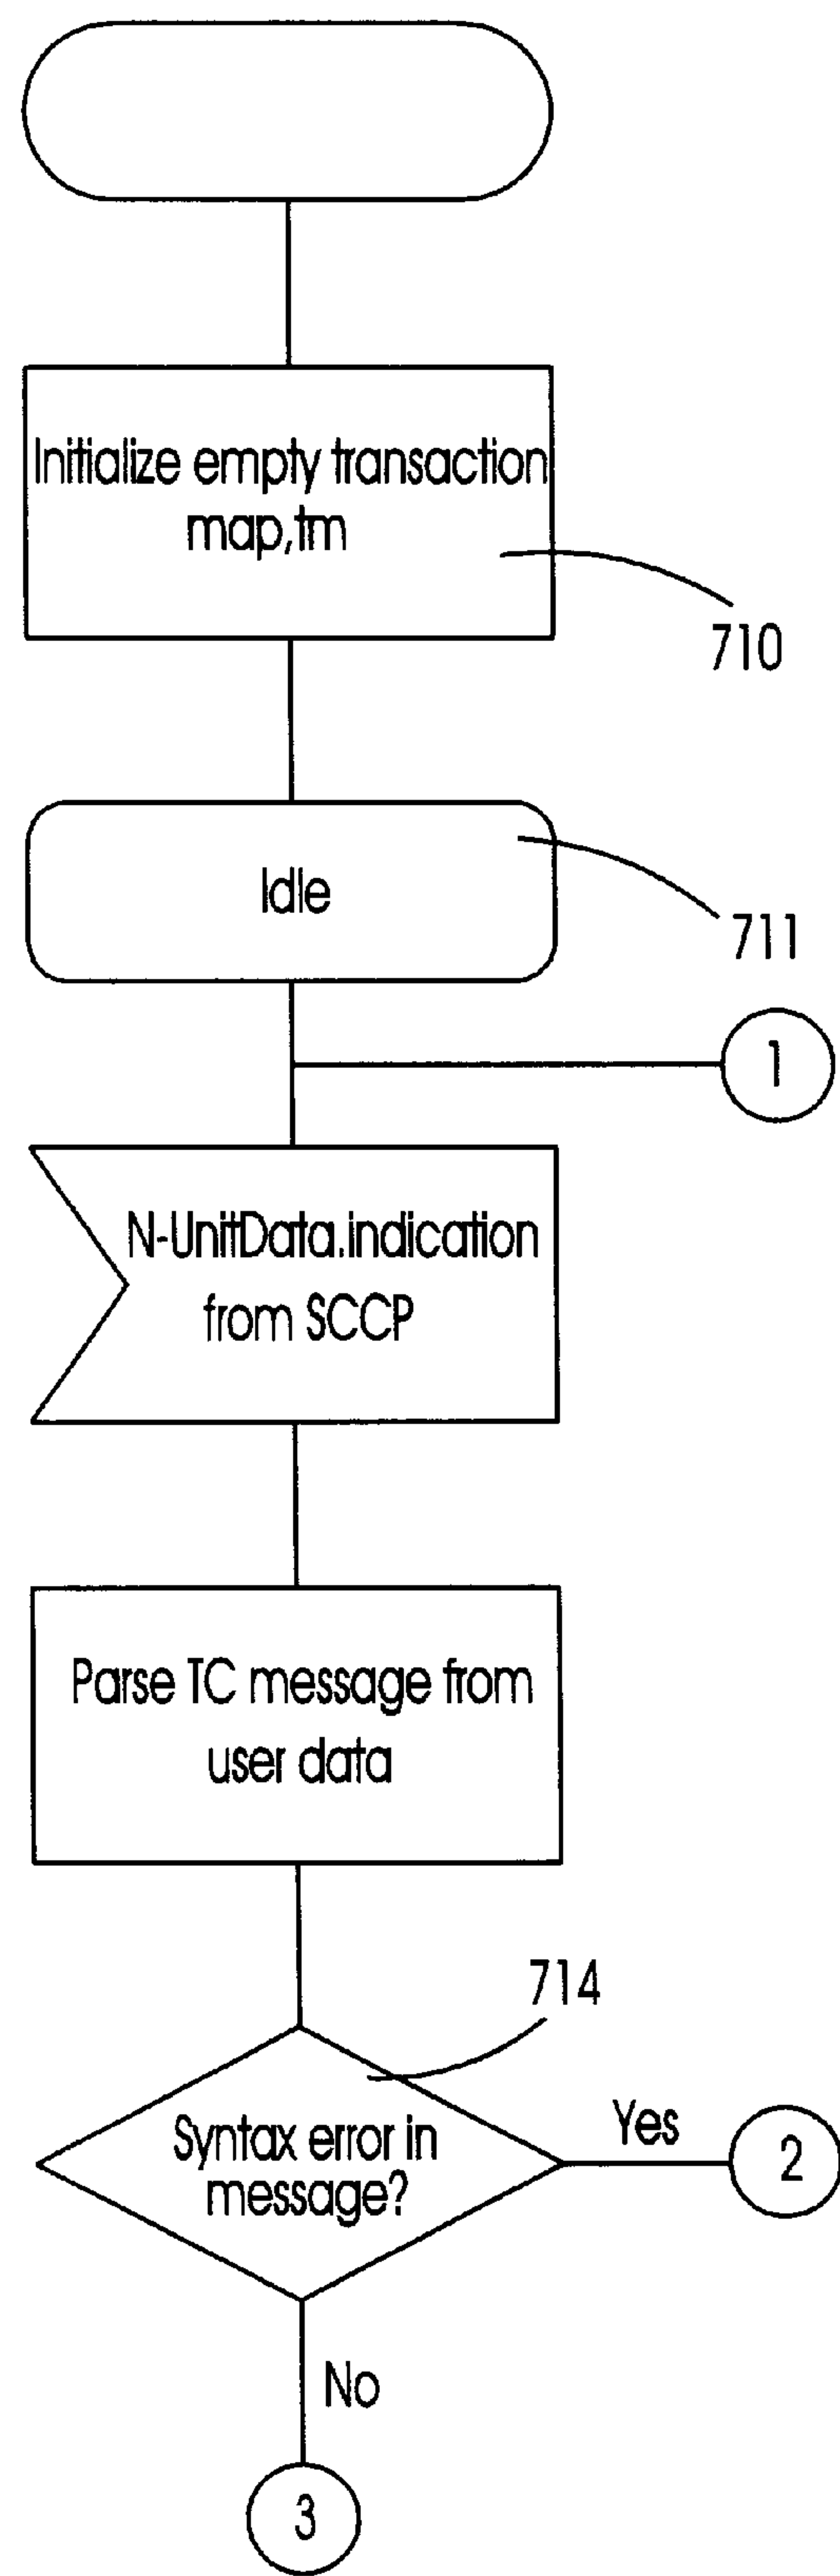 Initialize empty transaction
map,tm
710
Idle
711
1
N-UnitData.indication
from SCCP
Parse TC message from
user data
714
Syntax error in
message?
Yes
2
No
3